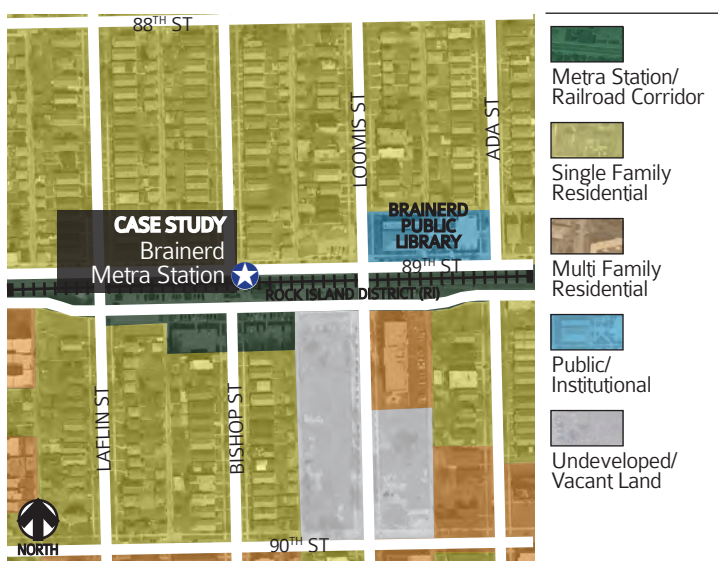 88TH ST
LOOMIS ST
ADA ST
CASE STUDY
Brainerd
Metra Station
BRAINERD
PUBLIC
LIBRARY
89TH ST
ROCK ISLAND DISTRICT (RI)
LAFLIN ST
BISHOP ST
NORTH
90TH ST
Metra Station/
Railroad Corridor
Single Family
Residential
Multi Family
Residential
Public/
Institutional
Undeveloped/
Vacant Land